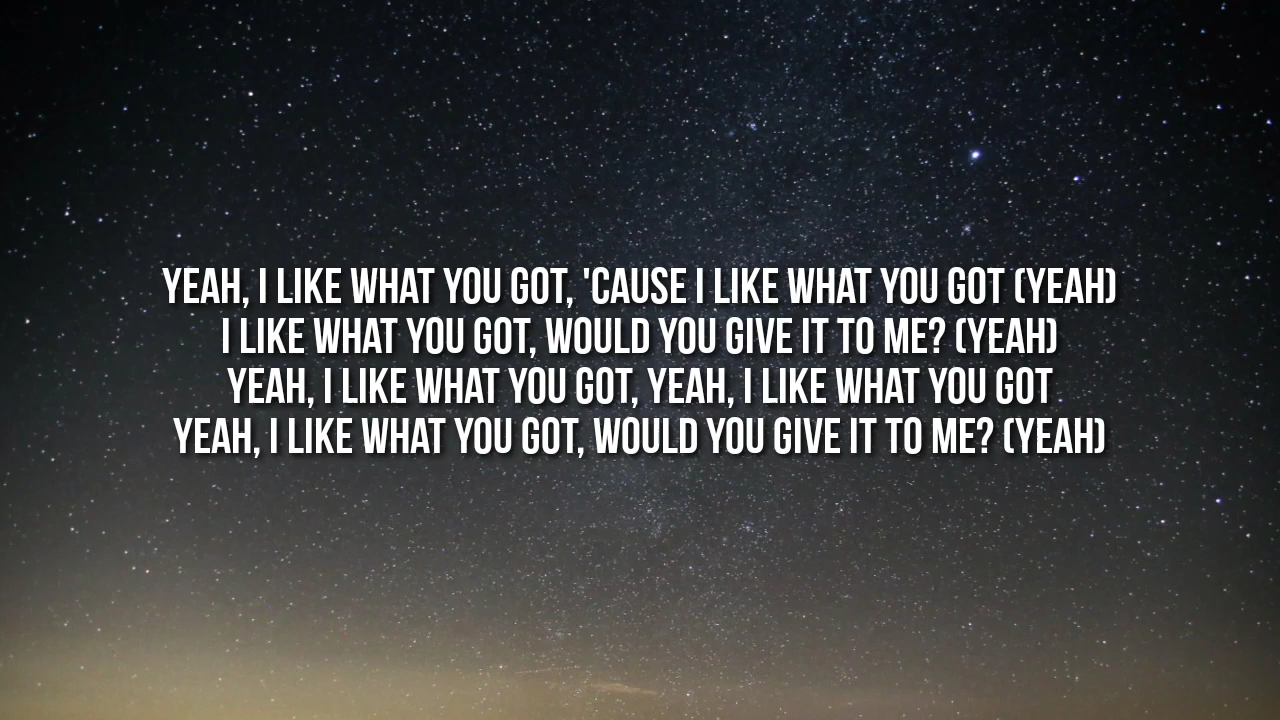 YEAH, I LIKE WHAT YOU GOT, 'CAUSE I LIKE WHAT YOU GOT (YEAH)
I LIKE WHAT YOU GOT, WOULD YOU GIVE IT TO ME? (YEAH)
YEAH, I LIKE WHAT YOU GOT, YEAH, I LIKE WHAT YOU GOT
YEAH, I LIKE WHAT YOU GOT, WOULD YOU GIVE IT TO ME? (YEAH)